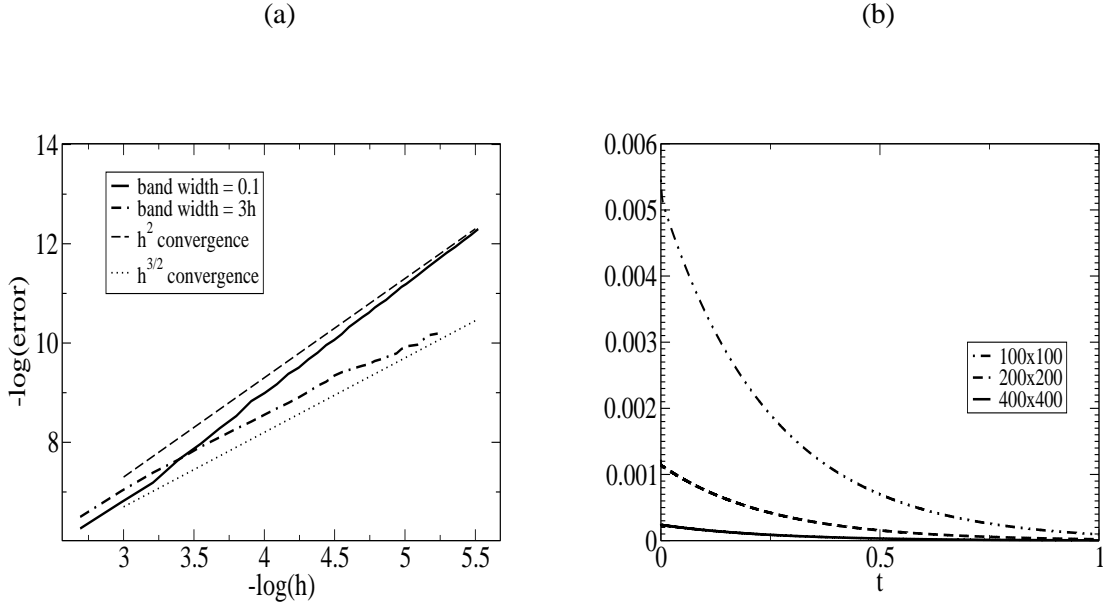 (a)
(b)
14
12
10
8
-log(error)
band width = 0.1
band width = 3h
h² convergence
h³/² convergence
3 3.5 4 4.5 5 5.5
-log(h)
0.006
0.005
0.004
0.003
0.002
0.001
0
100x100
200x200
400x400
0 0.5 1
t